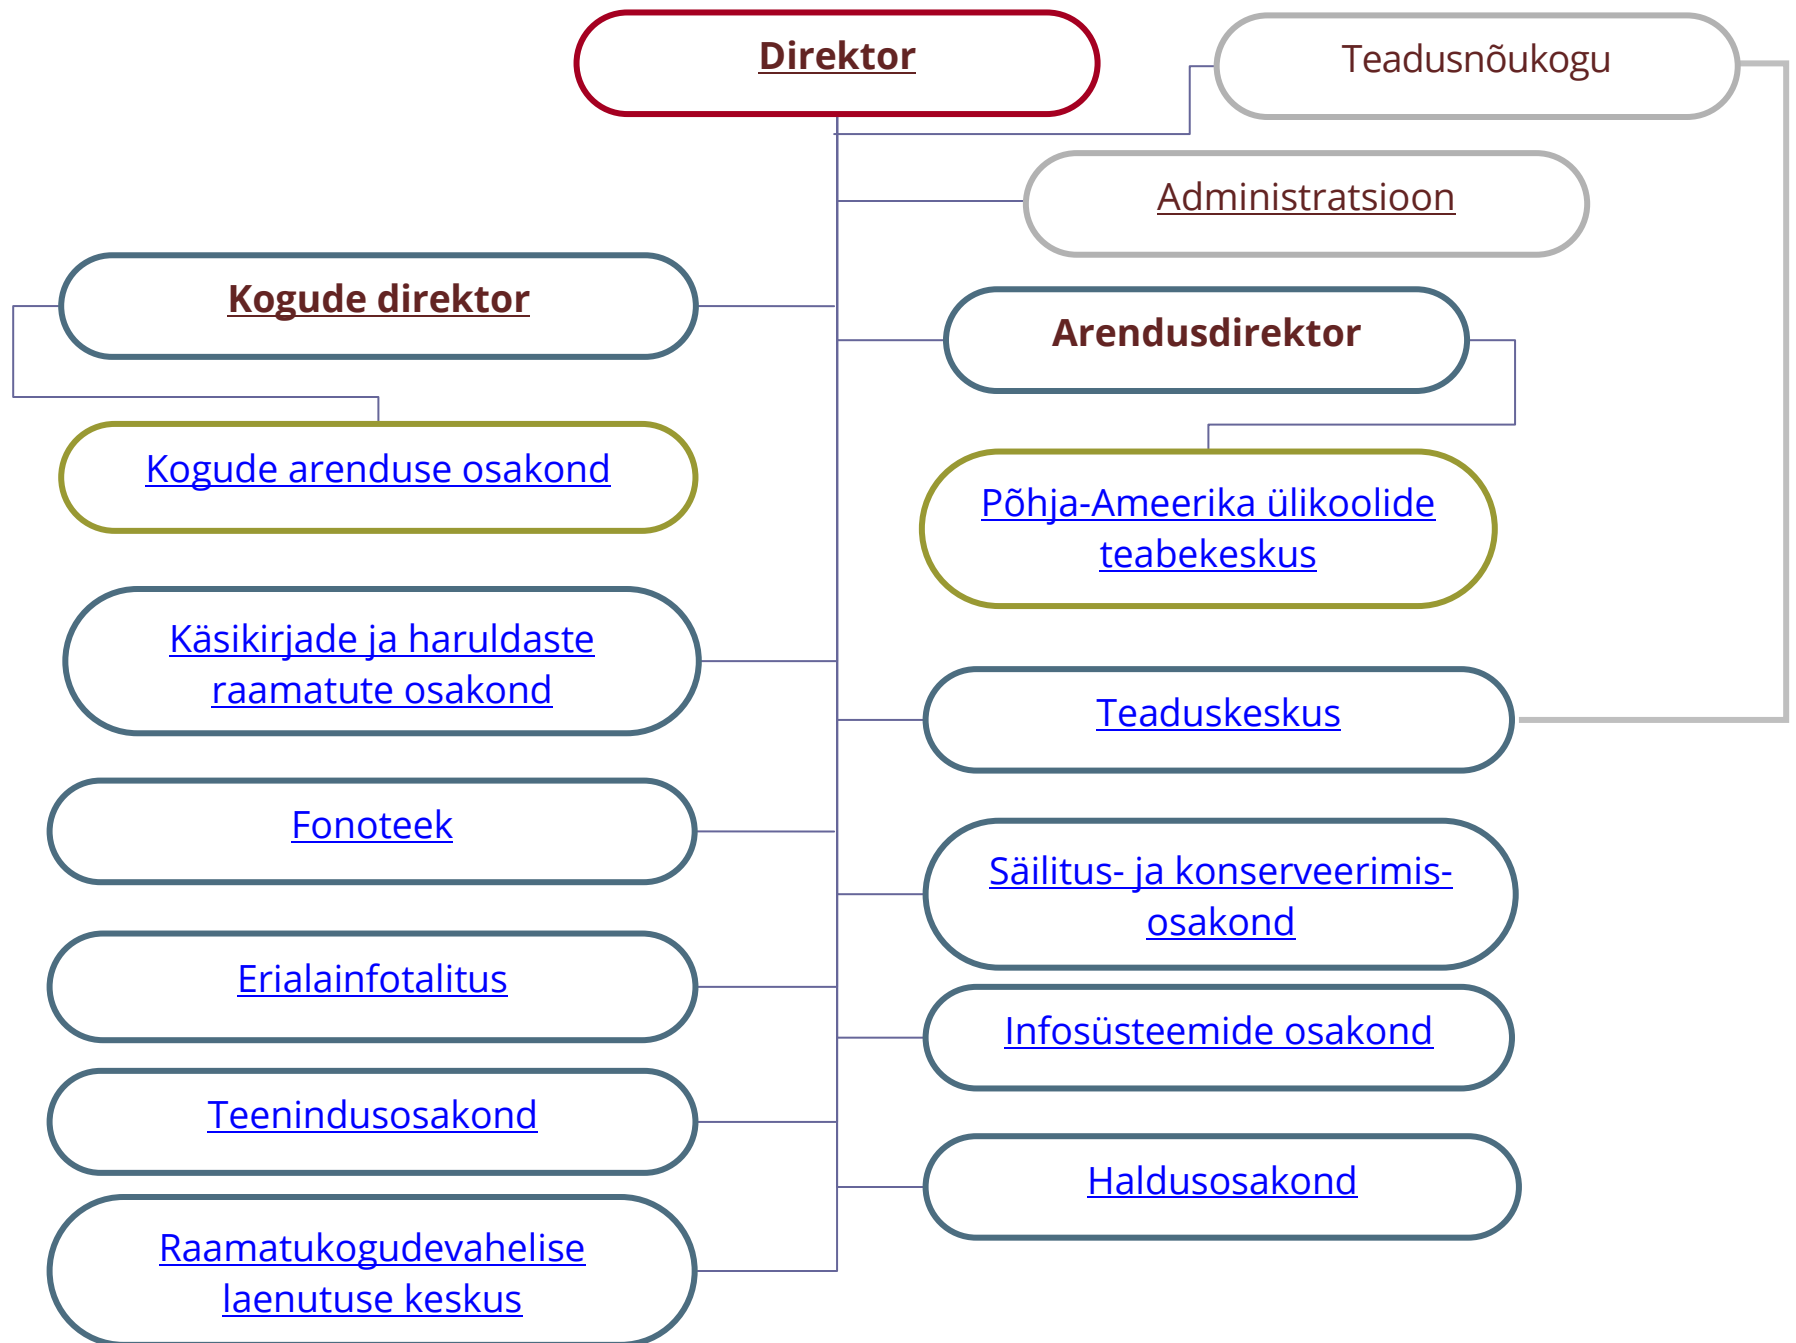 Direktor
Teadusnõukogu
Administratsioon
Kogude direktor
Arendusdirektor
Kogude arenduse osakond
Põhja-Ameerika ülikoolide
teabekeskus
Käsikirjade ja haruldaste
raamatute osakond
Teaduskeskus
Fonoteek
Säilitus- ja konserveerimis-
osakond
Erialainfotalitus
Infosüsteemide osakond
Teenindusosakond
Haldusosakond
Raamatukogudevahelise
laenutuse keskus